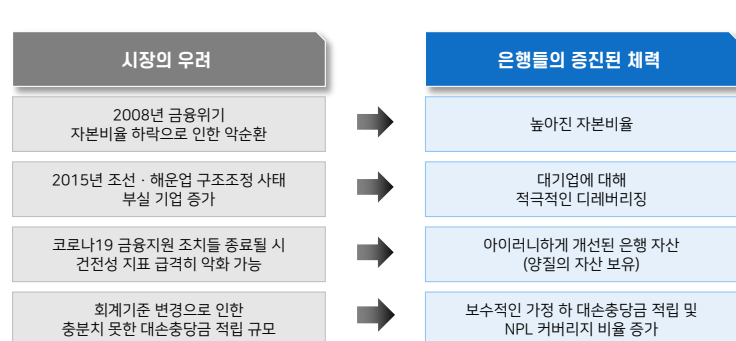 시장의 우려
은행들의 증진된 체력
2008년 금융위기
자본비율 하락으로 인한 악순환
높아진 자본비율
2015년 조선 · 해운업 구조조정 사태
부실 기업 증가
대기업에 대해
적극적인 디레버리징
코로나19 금융지원 조치들 종료될 시
건전성 지표 급격히 악화 가능
아이러니하게 개선된 은행 자산
(양질의 자산 보유)
회계기준 변경으로 인한
충분치 못한 대손충당금 적립 규모
보수적인 가정 하 대손충당금 적립 및
NPL 커버리지 비율 증가